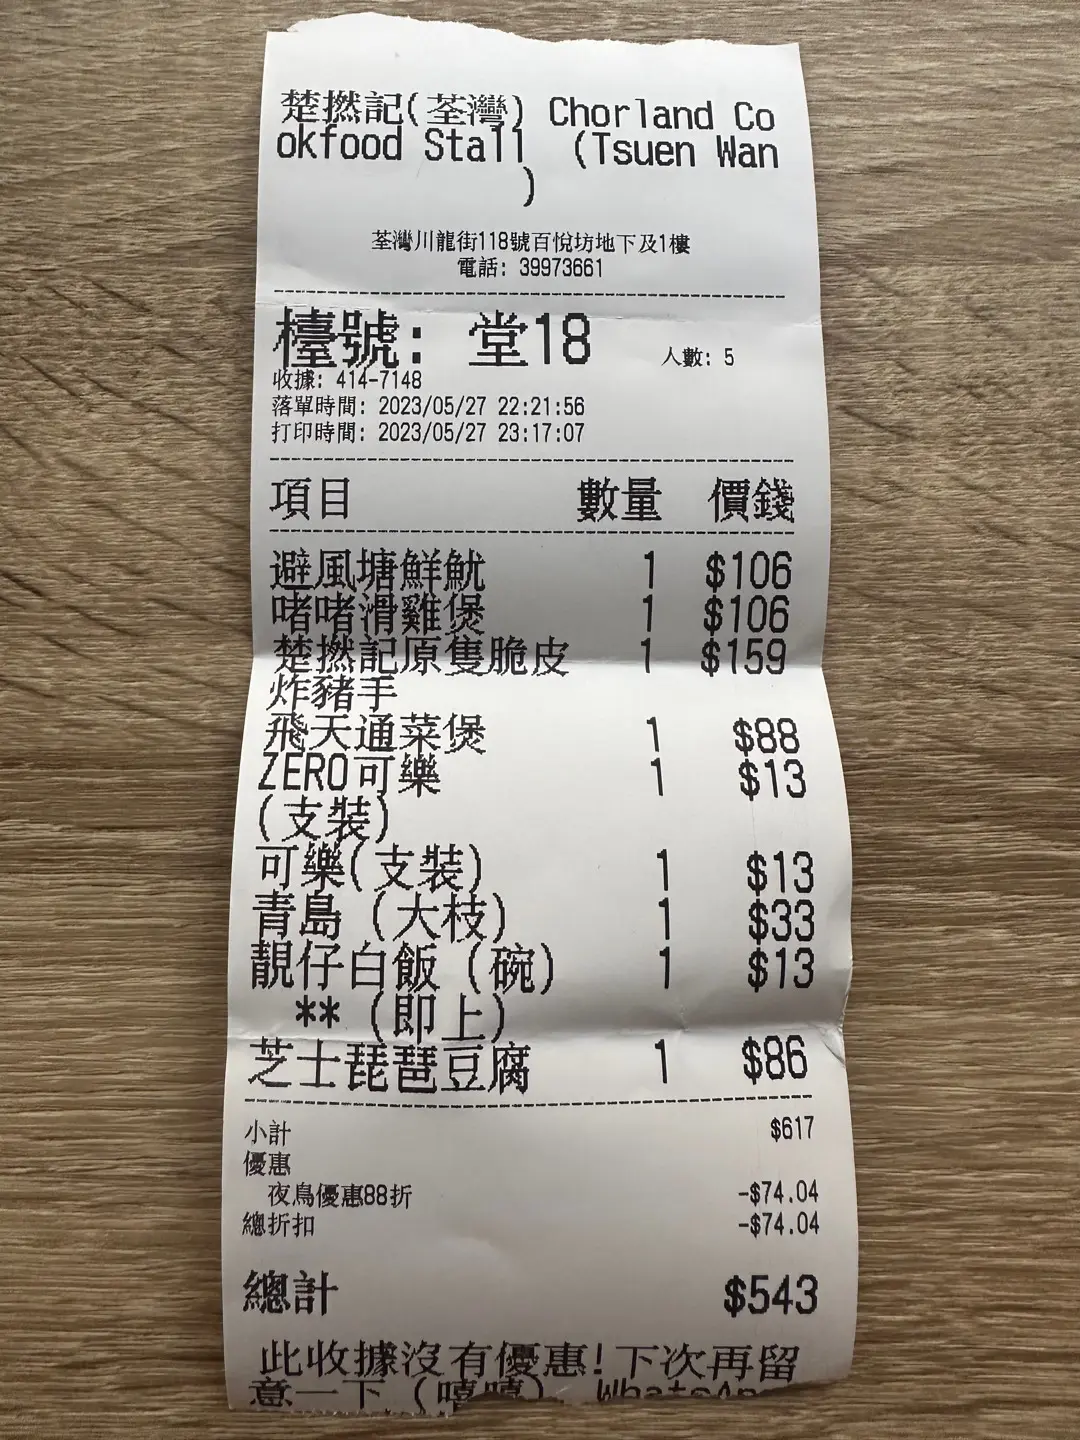 楚撚記(荃灣) Chorland Co
okfood Stall (Tsuen Wan
)
荃灣川龍街118號百悅坊地下及1樓
電話: 39973661
檯號: 堂18 人數: 5
收據: 414-7148
落單時間: 2023/05/27 22:21:56
打印時間: 2023/05/27 23:17:07
項目 數量 價錢
避風塘鮮魷 1 $106
啫啫滑雞煲 1 $106
楚撚記原隻脆皮 1 $159
炸豬手
飛天通菜煲 1 $88
ZERO可樂 1 $13
(支裝)
可樂(支裝) 1 $13
青島 (大枝) 1 $33
靚仔白飯 (碗) 1 $13
** (即上)
芝士琵琶豆腐 1 $86
小計 $617
優惠
夜鳥優惠88折 -$74.04
總折扣 -$74.04
總計 $543
此收據沒有優惠!下次再留
意一下 (嘻嘻) WhatsAp